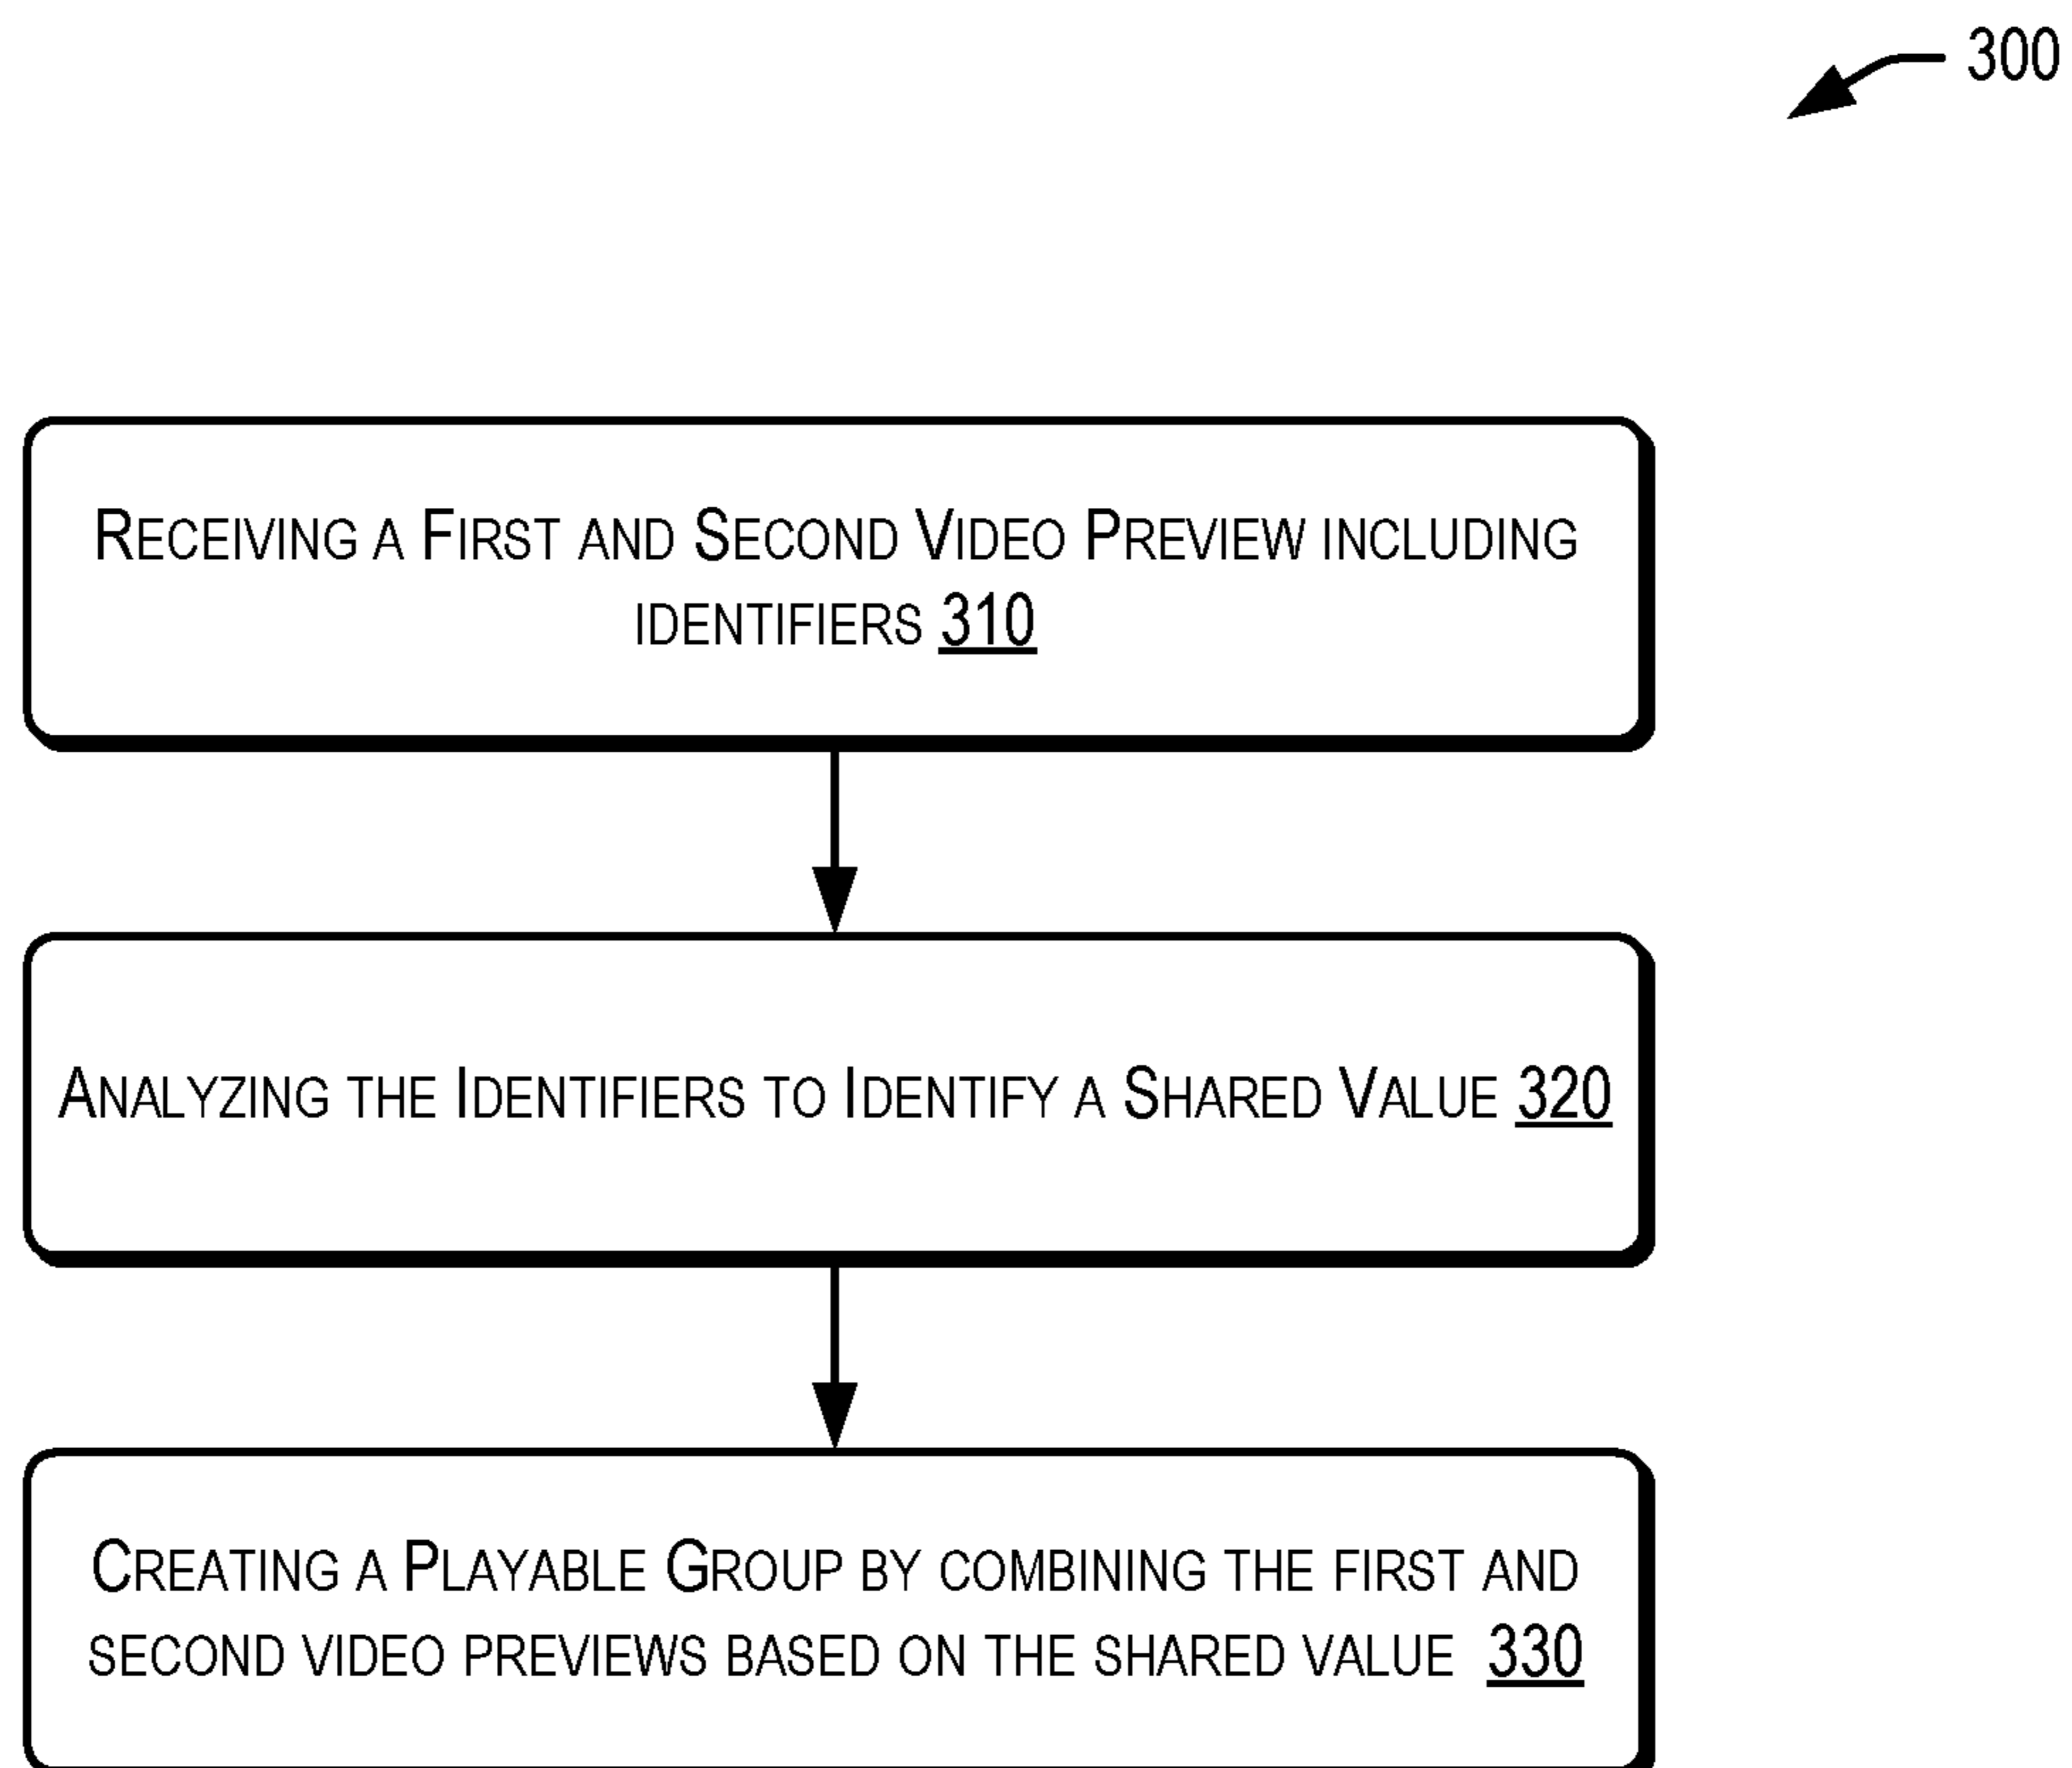 300
Receiving a First and Second Video Preview including
identifiers 310
Analyzing the Identifiers to Identify a Shared Value 320
Creating a Playable Group by combining the first and
second video previews based on the shared value 330